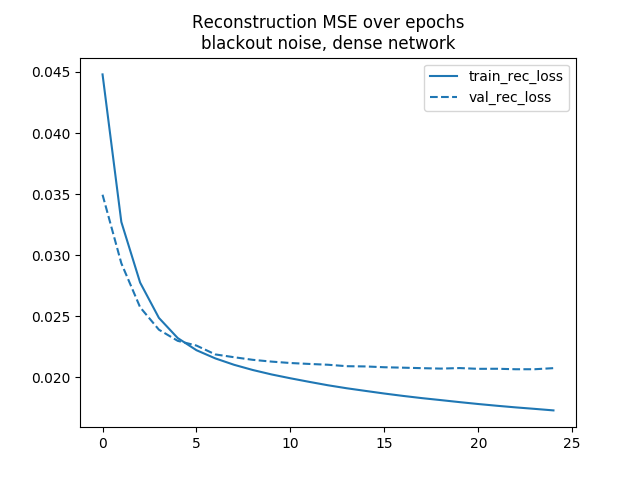 Reconstruction MSE over epochs
blackout noise, dense network
train_rec_loss
val_rec_loss
0.045
0.040
0.035
0.030
0.025
0.020
0 5 10 15 20 25